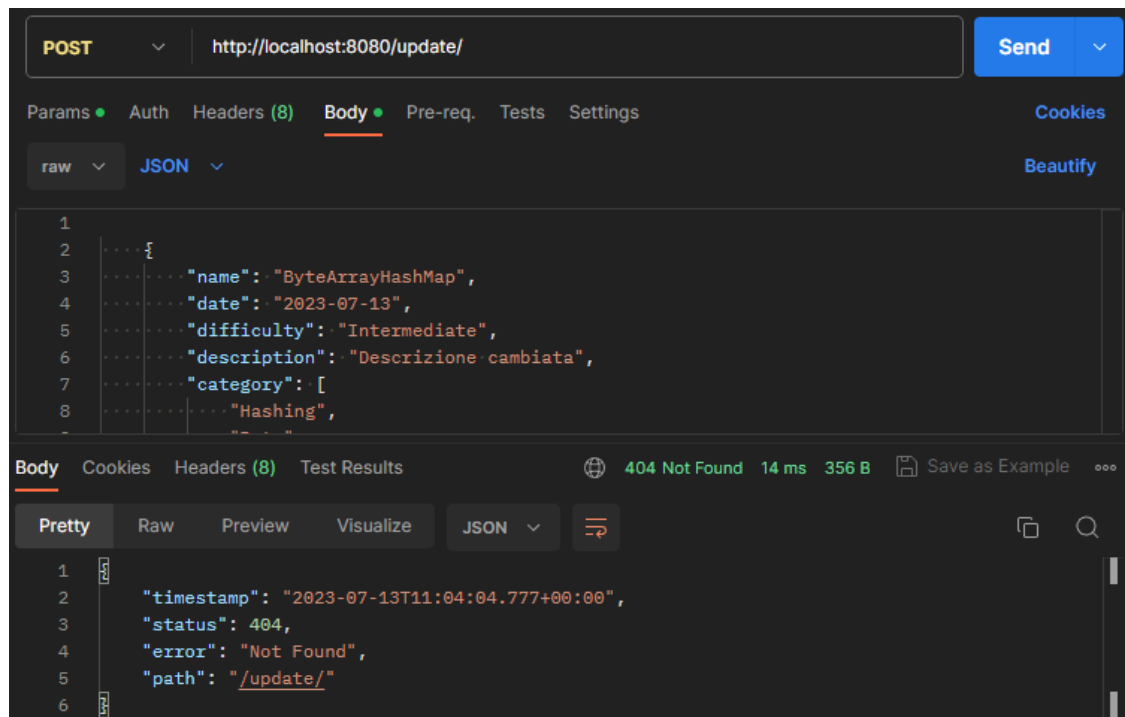 POST http://localhost:8080/update/ Send
Params Auth Headers (8) Body Pre-req. Tests Settings Cookies
raw JSON Beautify
1
2 {
3 "name": "ByteArrayHashMap",
4 "date": "2023-07-13",
5 "difficulty": "Intermediate",
6 "description": "Descrizione cambiata",
7 "category": [
8 "Hashing",
Body Cookies Headers (8) Test Results 404 Not Found 14 ms 356 B Save as Example
Pretty Raw Preview Visualize JSON
1 {
2 "timestamp": "2023-07-13T11:04:04.777+00:00",
3 "status": 404,
4 "error": "Not Found",
5 "path": "/update/"
6 }